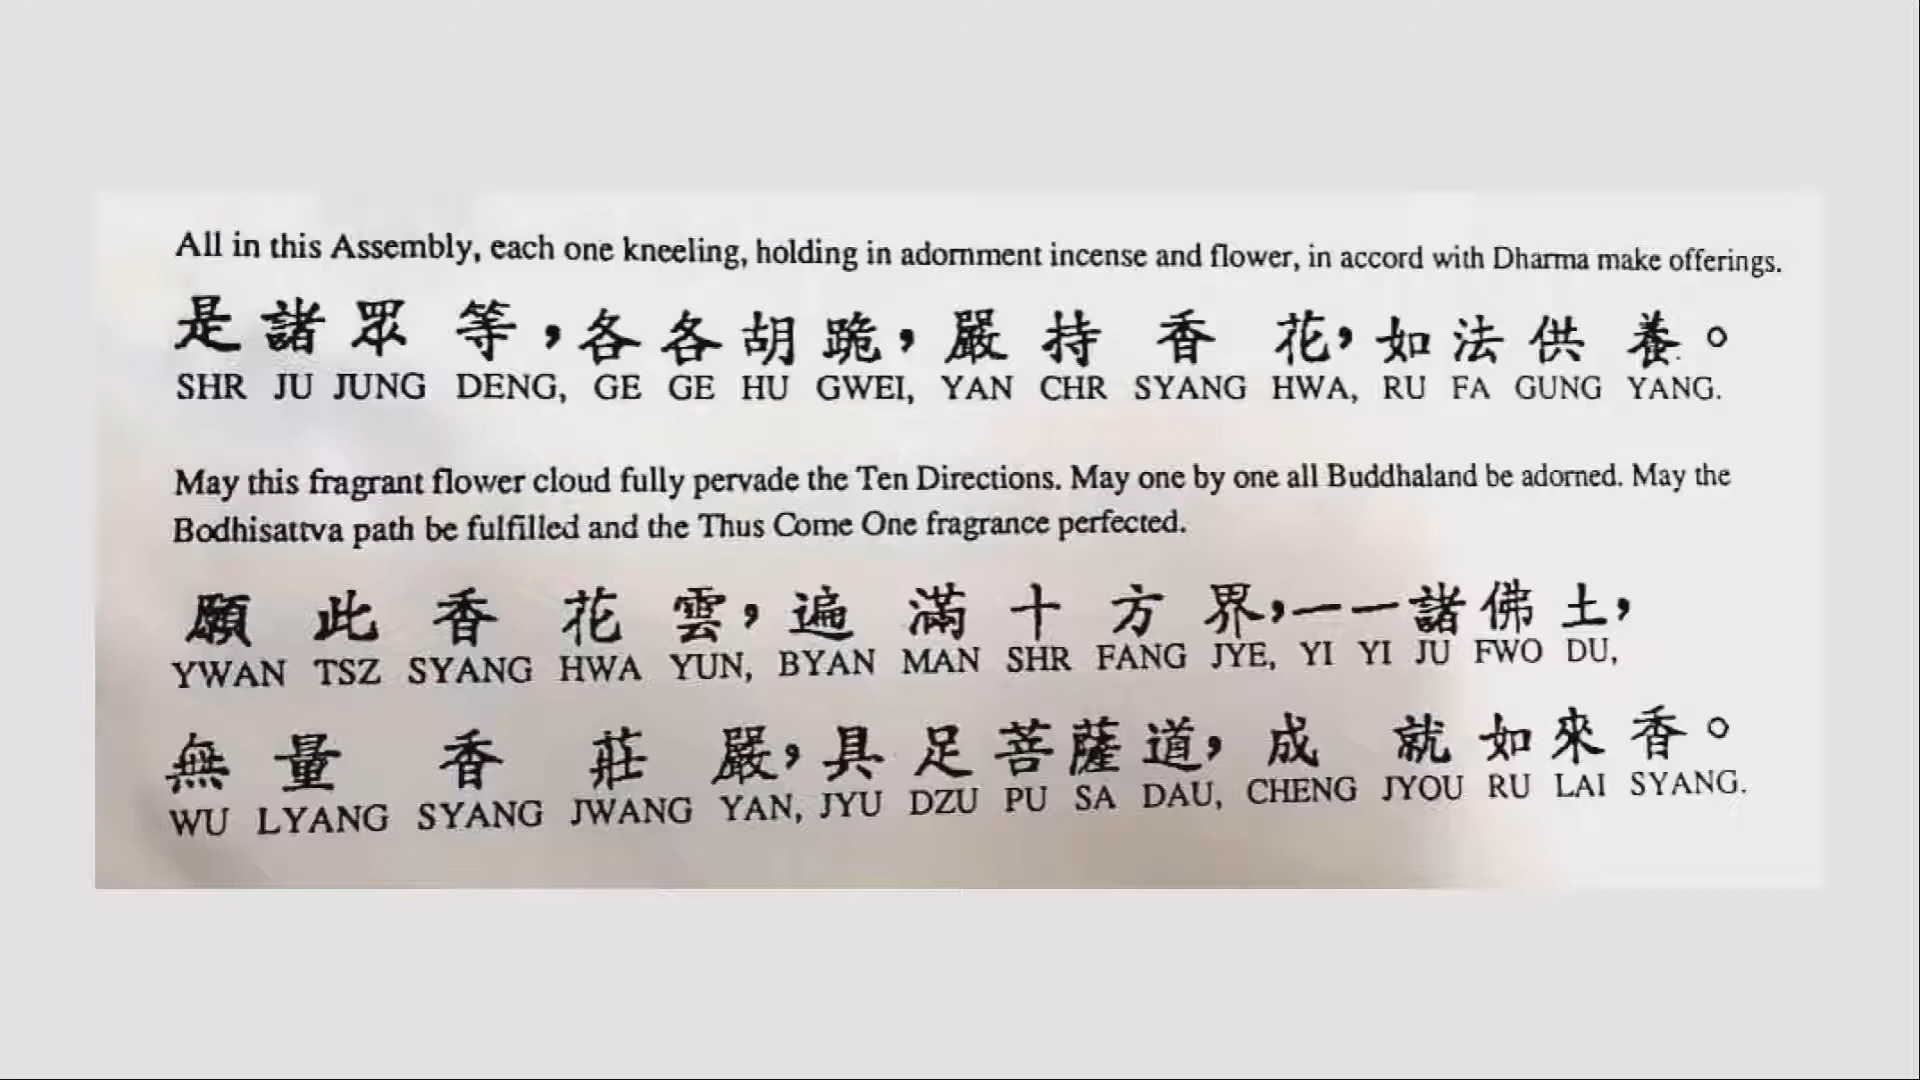 All in this Assembly, each one kneeling, holding in adornment incense and flower, in accord with Dharma make offerings.
是諸眾等，各各胡跪，嚴持香花，如法供養。
SHR JU JUNG DENG, GE GE HU GWEI, YAN CHR SYANG HWA, RU FA GUNG YANG.
May this fragrant flower cloud fully pervade the Ten Directions. May one by one all Buddhaland be adorned. May the
Bodhisattva path be fulfilled and the Thus Come One fragrance perfected.
願此香花雲，遍滿十方界，一一諸佛土，
YWAN TSZ SYANG HWA YUN, BYAN MAN SHR FANG JYE, YI YI JU FWO DU,
無量香莊嚴，具足菩薩道，成就如來香。
WU LYANG SYANG JWANG YAN, JYU DZU PU SA DAU, CHENG JYOU RU LAI SYANG.